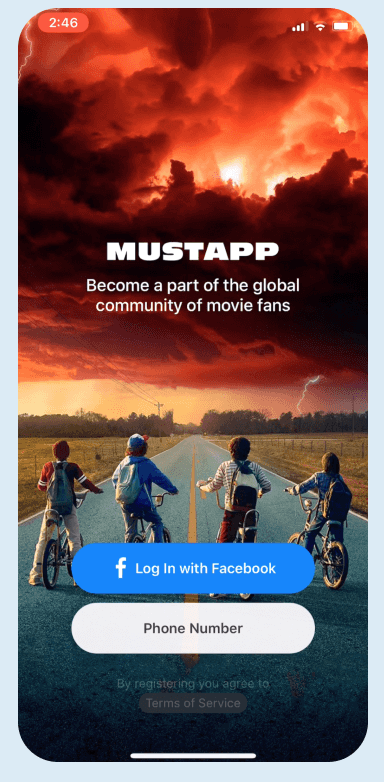 2:46
MUSTAPP
Become a part of the global
community of movie fans
f Log In with Facebook
Phone Number
By registering you agree to
Terms of Service